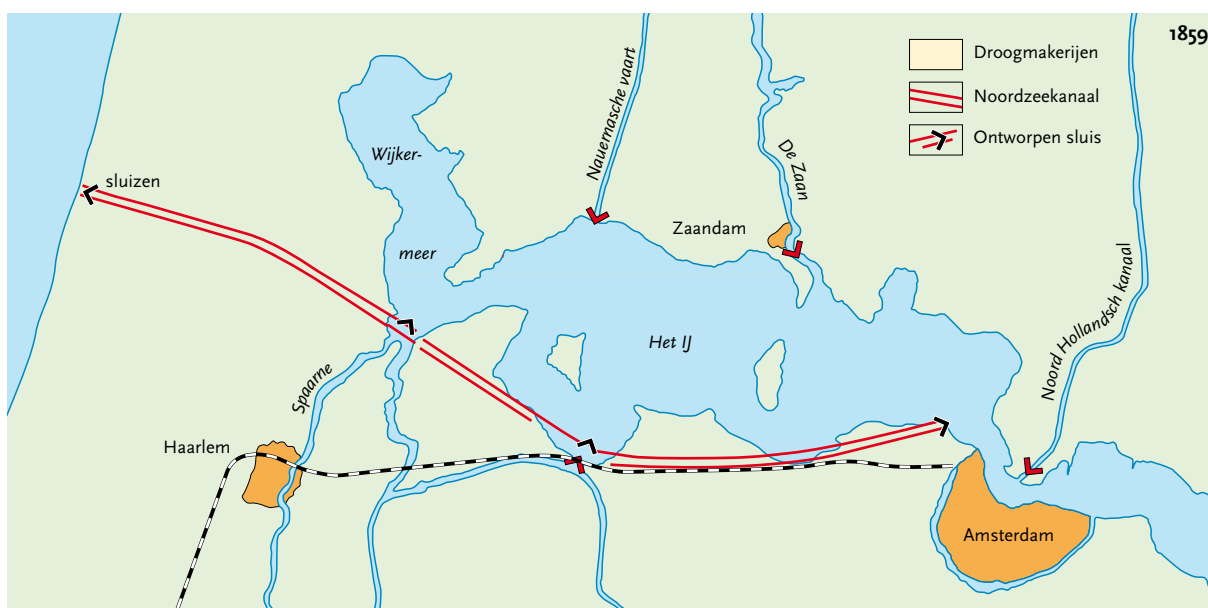 1859
Droogmakerijen
Noordzeekanaal
Ontworpen sluis
Nauernasche vaart
De Zaan
Wijker-
meer
sluizen
Zaandam
Noord Hollandsch kanaal
Het IJ
Spaarne
Haarlem
Amsterdam